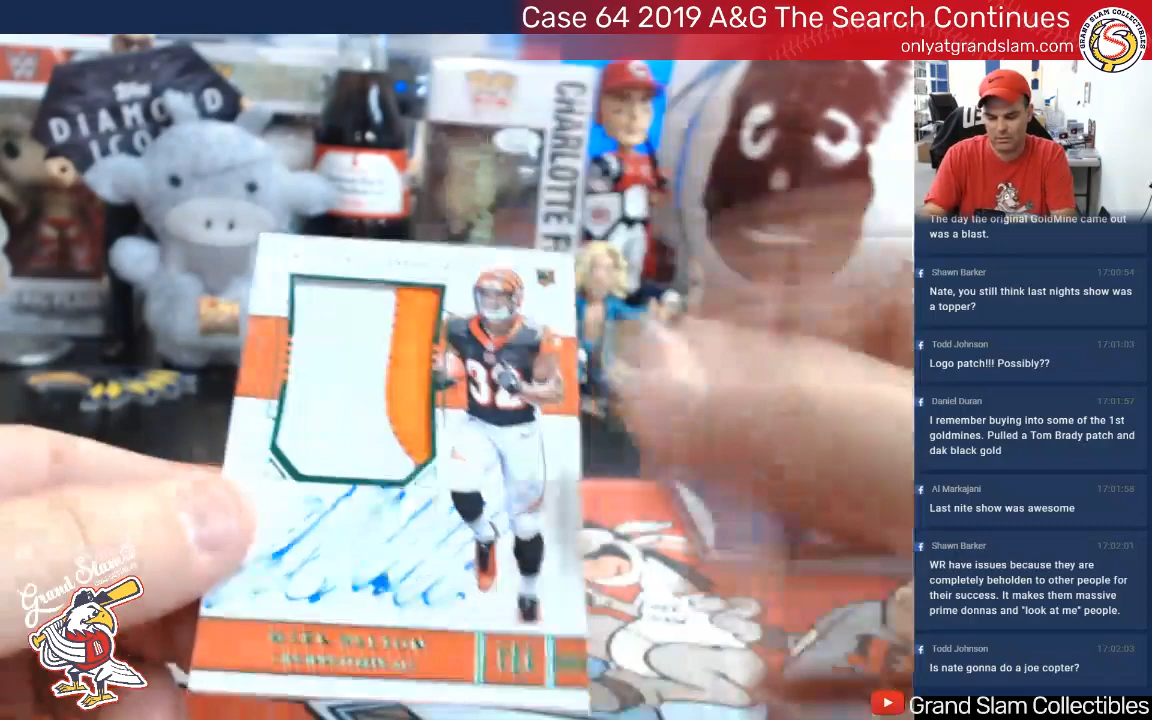 Case 64 2019 A&G The Search Continues
onlyatgrandslam.com
GRAND SLAM COLLECTIBLES
S
Topps
DIAMOND
CHARLOTTE F
32
The day the original GoldMine came out
was a blast.
Shawn Barker 17:00:54
Nate, you still think last nights show was
a topper?
Todd Johnson 17:01:03
Logo patch!!! Possibly??
Daniel Duran 17:01:57
I remember buying into some of the 1st
goldmines. Pulled a Tom Brady patch and
dak black gold
Al Markajani 17:01:58
Last nite show was awesome
Shawn Barker 17:02:01
WR have issues because they are
completely beholden to other people for
their success. It makes them massive
prime donnas and "look at me" people.
Todd Johnson 17:02:03
Is nate gonna do a joe copter?
Grand Slam
COLLECTIBLES
Grand Slam Collectibles